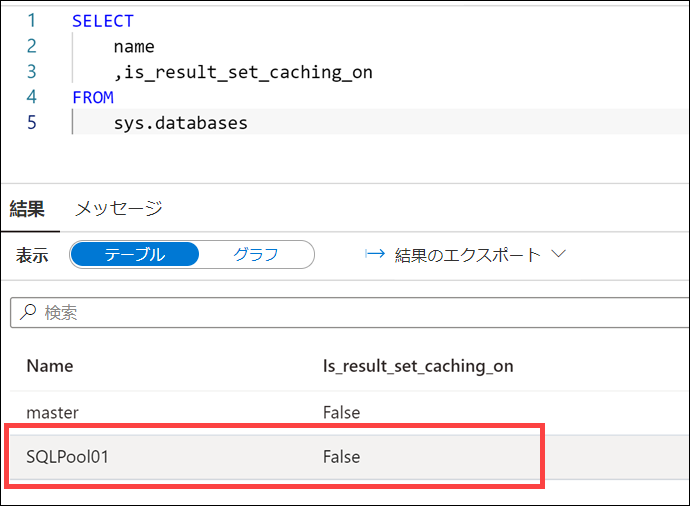 1 SELECT
2 name
3 ,is_result_set_caching_on
4 FROM
5 sys.databases
結果 メッセージ
表示 テーブル グラフ 結果のエクスポート
検索
Name Is_result_set_caching_on
master False
SQLPool01 False